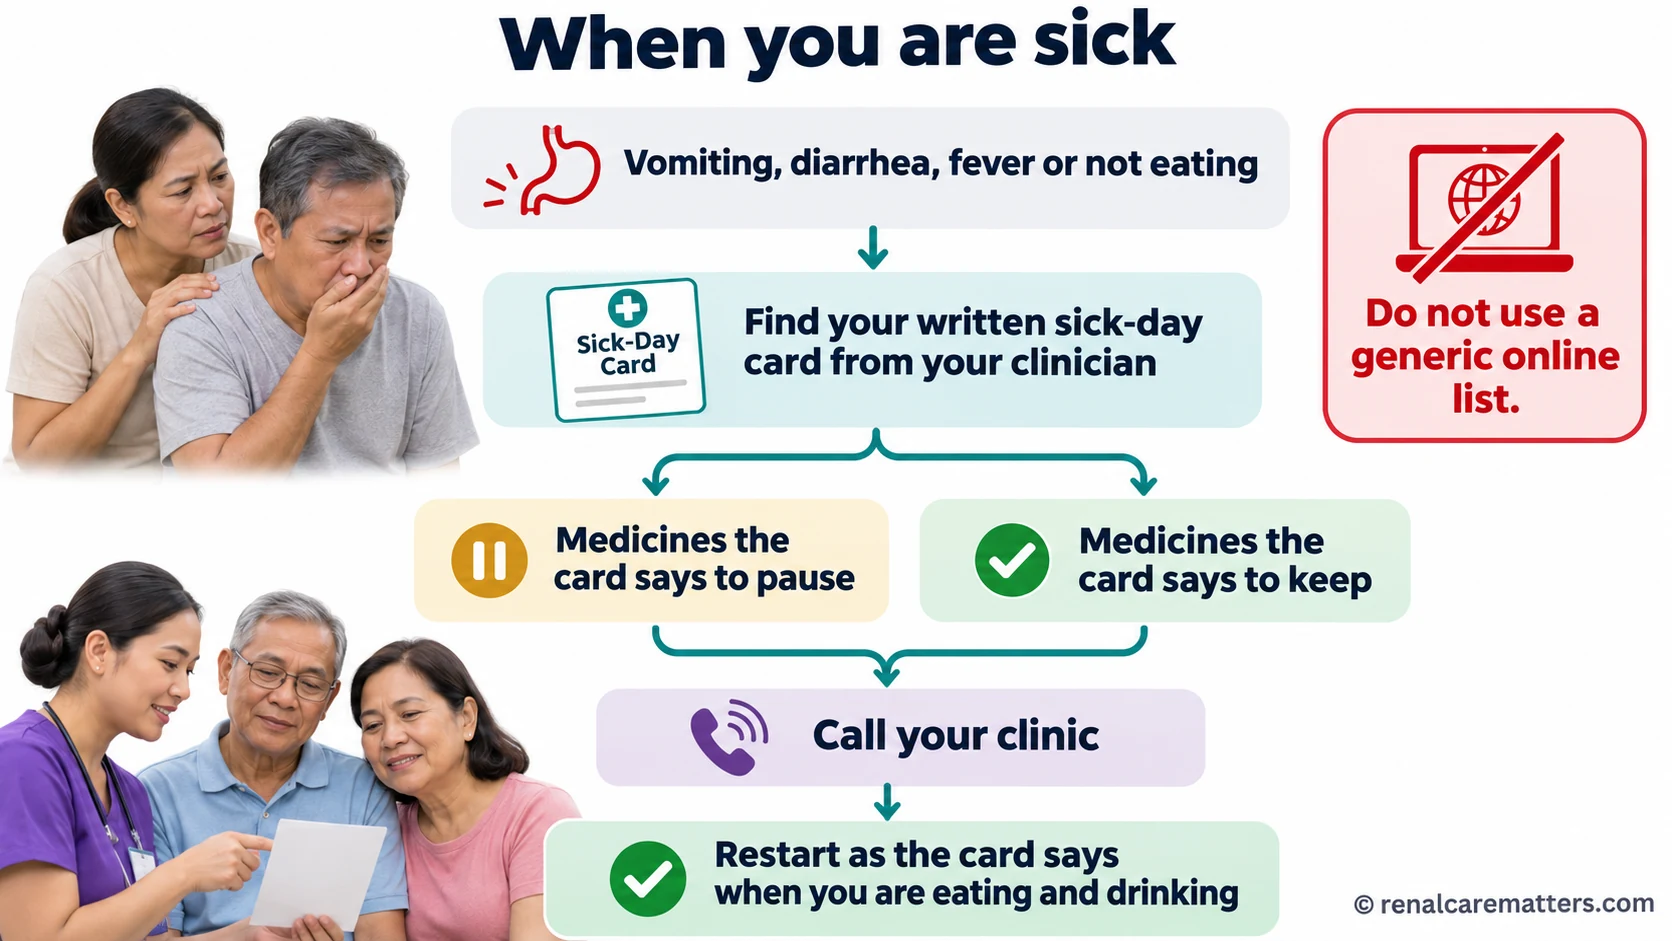 When you are sick
Vomiting, diarrhea, fever or not eating
Sick-Day
Card
Find your written sick-day
card from your clinician
Do not use a
generic online
list.
Medicines the
card says to pause
Medicines the
card says to keep
Call your clinic
Restart as the card says
when you are eating and drinking
© renalcarematters.com